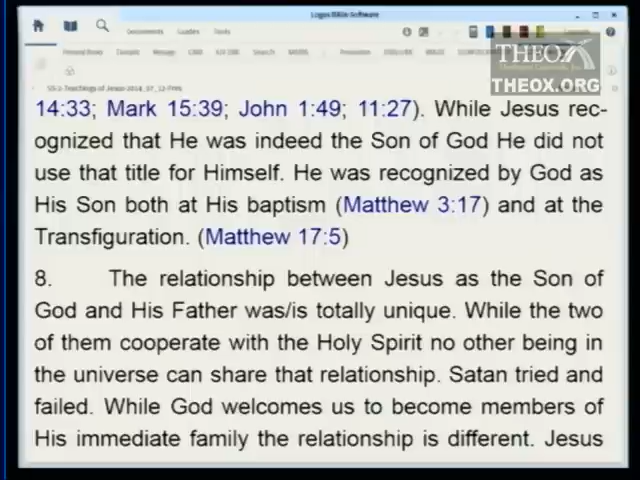 Logos Bible Software
Documents Guides Tools
THEOX
THEOX.ORG
14:33; Mark 15:39; John 1:49; 11:27). While Jesus rec-
ognized that He was indeed the Son of God He did not
use that title for Himself. He was recognized by God as
His Son both at His baptism (Matthew 3:17) and at the
Transfiguration. (Matthew 17:5)
8. The relationship between Jesus as the Son of
God and His Father was/is totally unique. While the two
of them cooperate with the Holy Spirit no other being in
the universe can share that relationship. Satan tried and
failed. While God welcomes us to become members of
His immediate family the relationship is different. Jesus